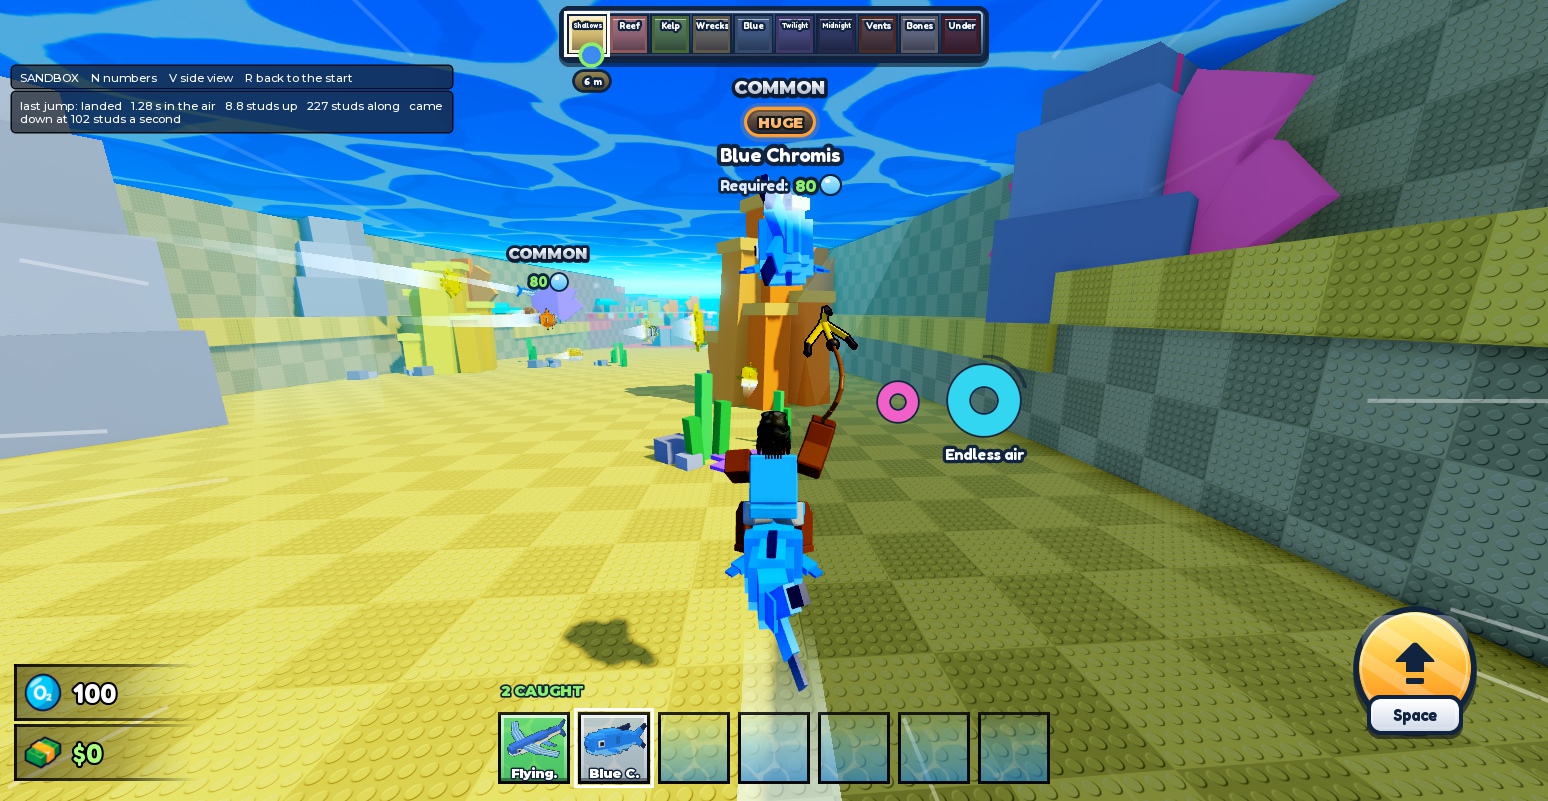 Shallows Reef Kelp Wrecks Blue Twilight Midnight Vents Bones Under
6 m
SANDBOX N numbers V side view R back to the start
last jump: landed 1.28 s in the air 8.8 studs up 227 studs along came
down at 102 studs a second
COMMON
HUGE
Blue Chromis
Required: 80
COMMON
80
Endless air
O2 100
$0
2 CAUGHT
Flying.
Blue C.
Space